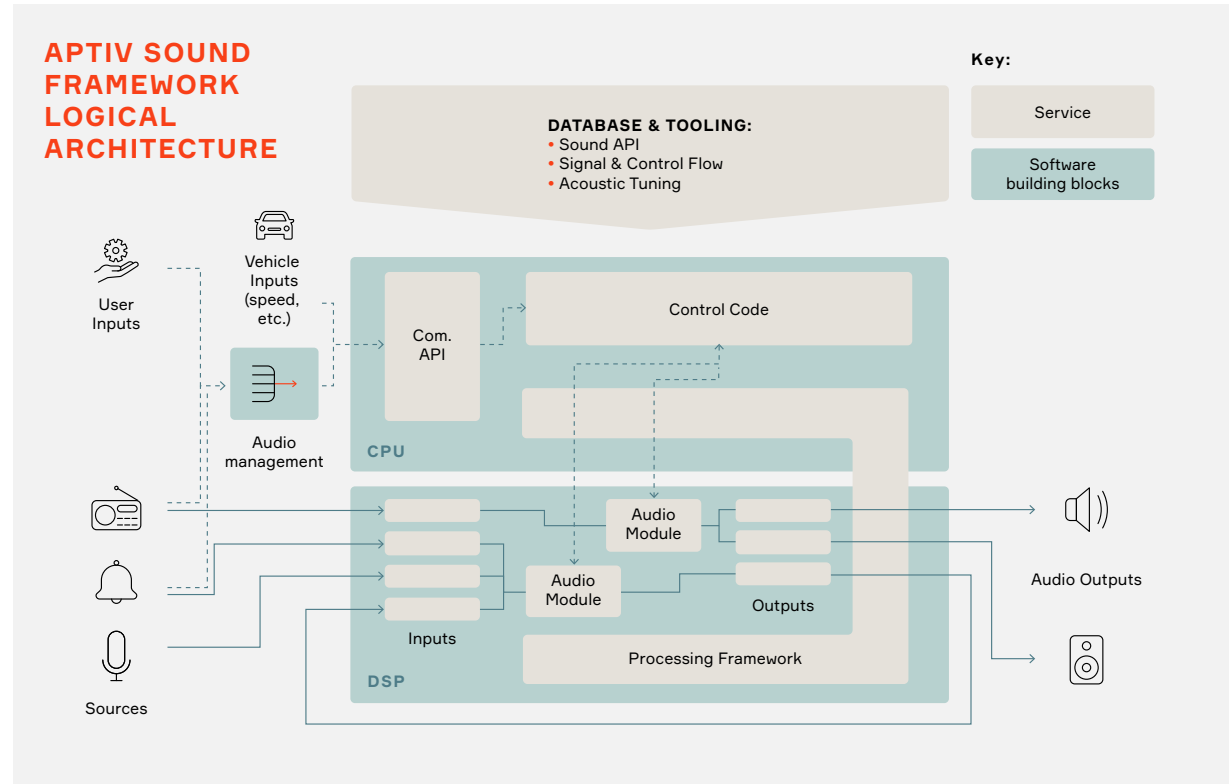 APTIV SOUND
FRAMEWORK
LOGICAL
ARCHITECTURE
Key:
Service
Software
building blocks
DATABASE & TOOLING:
• Sound API
• Signal & Control Flow
• Acoustic Tuning
User
Inputs
Vehicle
Inputs
(speed,
etc.)
Audio
management
Com.
API
Control Code
CPU
Audio
Module
Audio
Module
Inputs
Outputs
Processing Framework
DSP
Sources
Audio Outputs